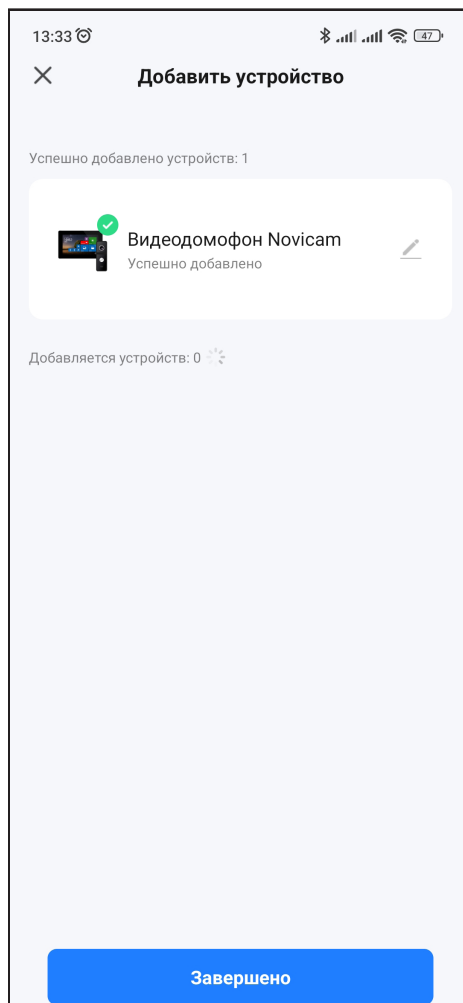 13:33
47
Добавить устройство
Успешно добавлено устройств: 1
Видеодомофон Novicam
Успешно добавлено
Добавляется устройств: 0
Завершено